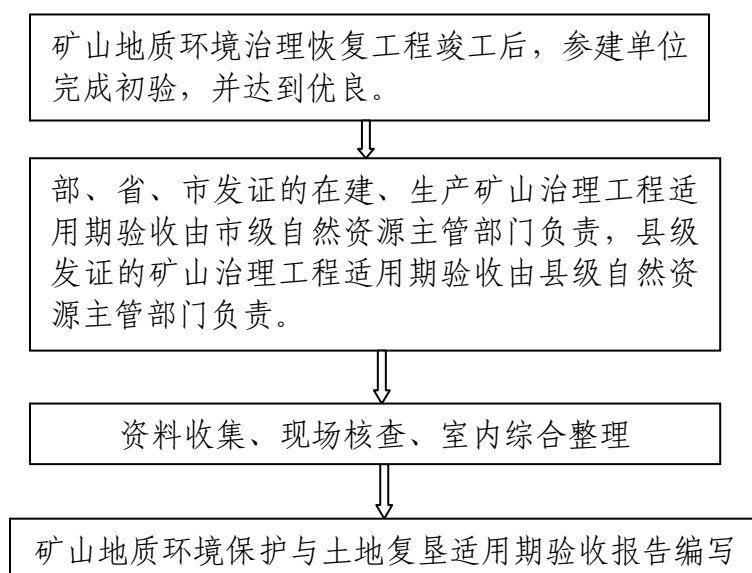 矿山地质环境治理恢复工程竣工后，参建单位
完成初验，并达到优良。
部、省、市发证的在建、生产矿山治理工程适
用期验收由市级自然资源主管部门负责，县级
发证的矿山治理工程适用期验收由县级自然资
源主管部门负责。
资料收集、现场核查、室内综合整理
矿山地质环境保护与土地复垦适用期验收报告编写